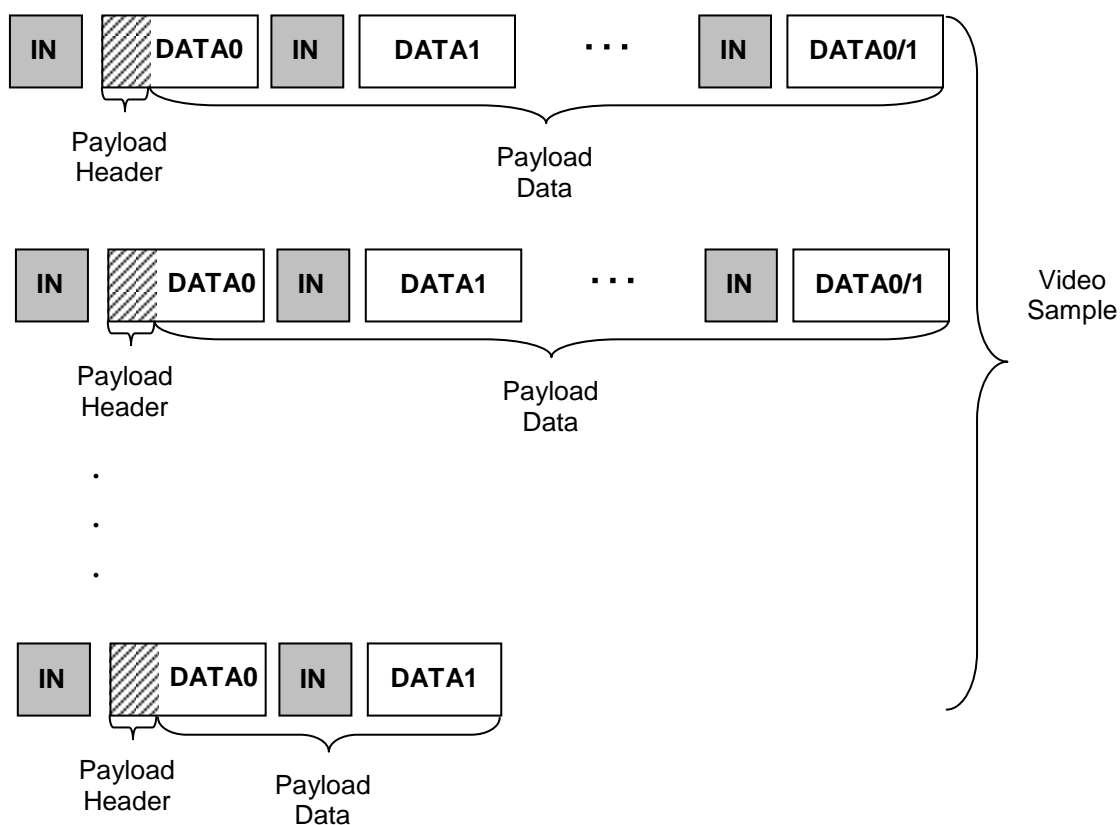 IN DATA0 IN DATA1 ... IN DATA0/1
Payload
Header
Payload
Data
IN DATA0 IN DATA1 ... IN DATA0/1
Video
Sample
Payload
Header
Payload
Data
.
.
.
IN DATA0 IN DATA1
Payload
Header
Payload
Data